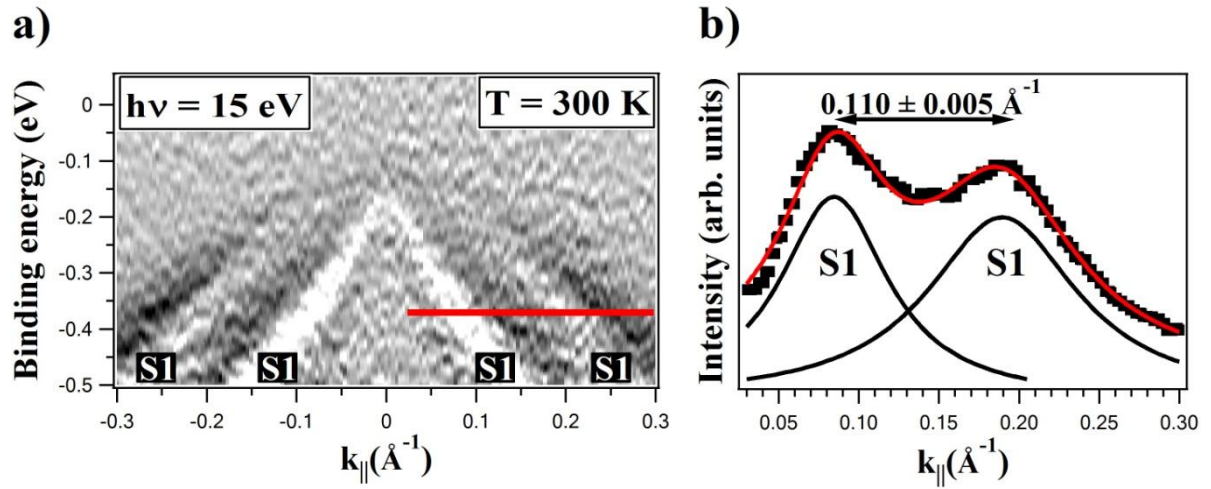 a)
hν = 15 eV
T = 300 K
Binding energy (eV)
0
-0.1
-0.2
-0.3
-0.4
-0.5
S1
S1
S1
S1
-0.3
-0.2
-0.1
0
0.1
0.2
0.3
k||(Å-1)
b)
0.110 ± 0.005 Å-1
Intensity (arb. units)
S1
S1
0.05
0.10
0.15
0.20
0.25
0.30
k||(Å-1)